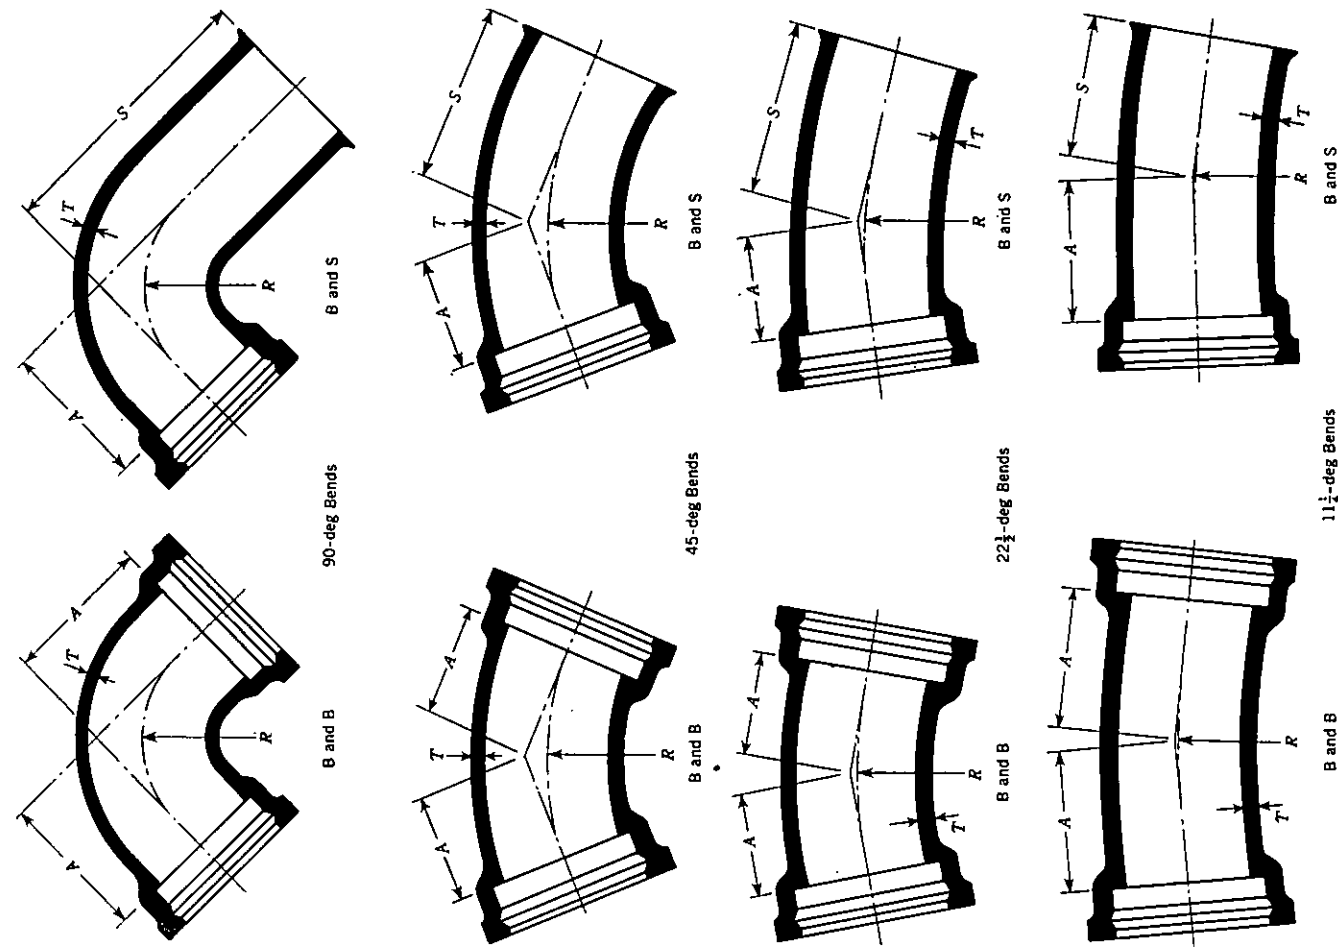 A
T
A
R
B and B
A
T
S
R
B and S
90-deg Bends
A
T
A
R
B and B
A
T
S
R
B and S
45-deg Bends
A
A
T
R
B and B
A
S
R
T
B and S
22½-deg Bends
A
A
T
R
B and B
A
S
R
T
B and S
11¼-deg Bends